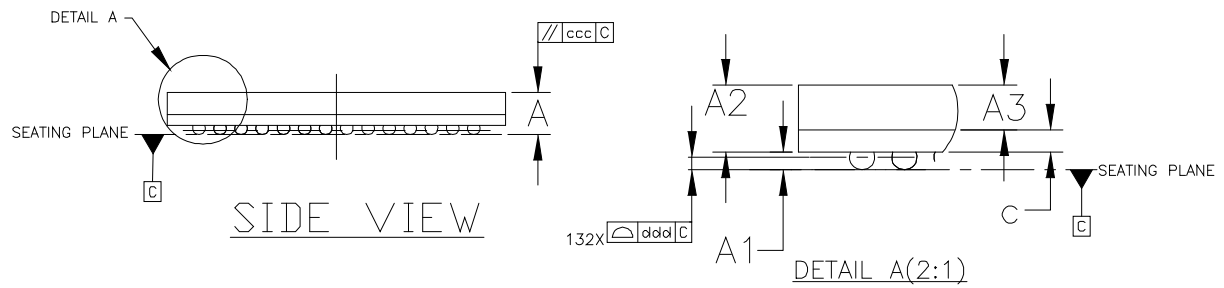 DETAIL A
// ccc C
A
SEATING PLANE
C
SIDE VIEW
A2
A3
SEATING PLANE
132X ddd C
A1
c
C
DETAIL A(2:1)